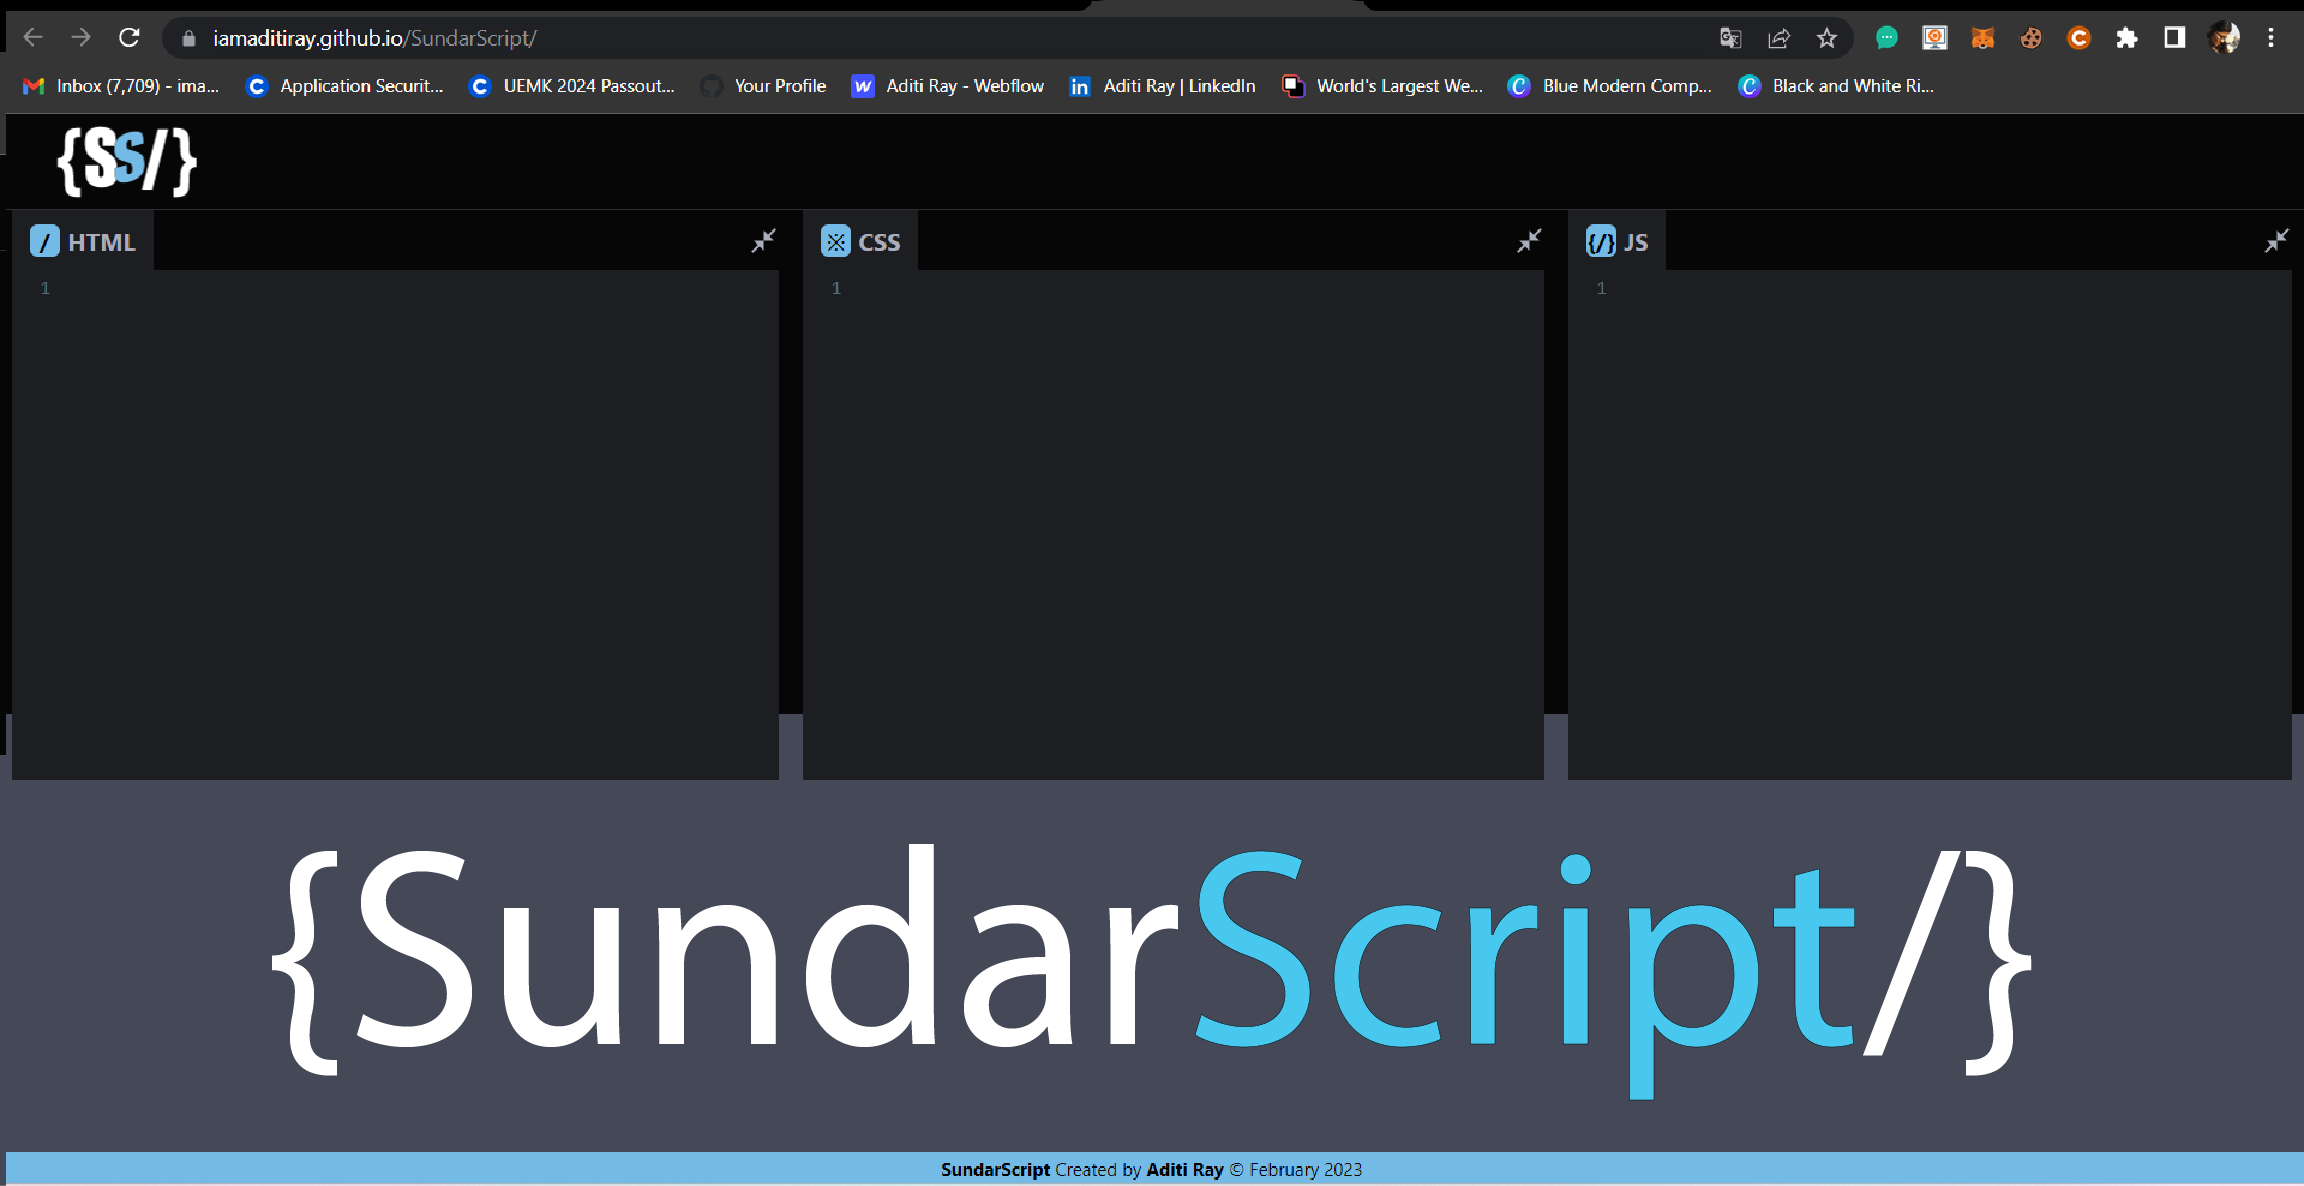 iamaditiray.github.io/SundarScript/
Inbox (7,709) - ima... Application Securit... UEMK 2024 Passout... Your Profile Aditi Ray - Webflow Aditi Ray | LinkedIn World's Largest We... Blue Modern Comp... Black and White Ri...
{SS/}
/ HTML ※ CSS {/} JS
1 1 1
{SundarScript/}
SundarScript Created by Aditi Ray © February 2023